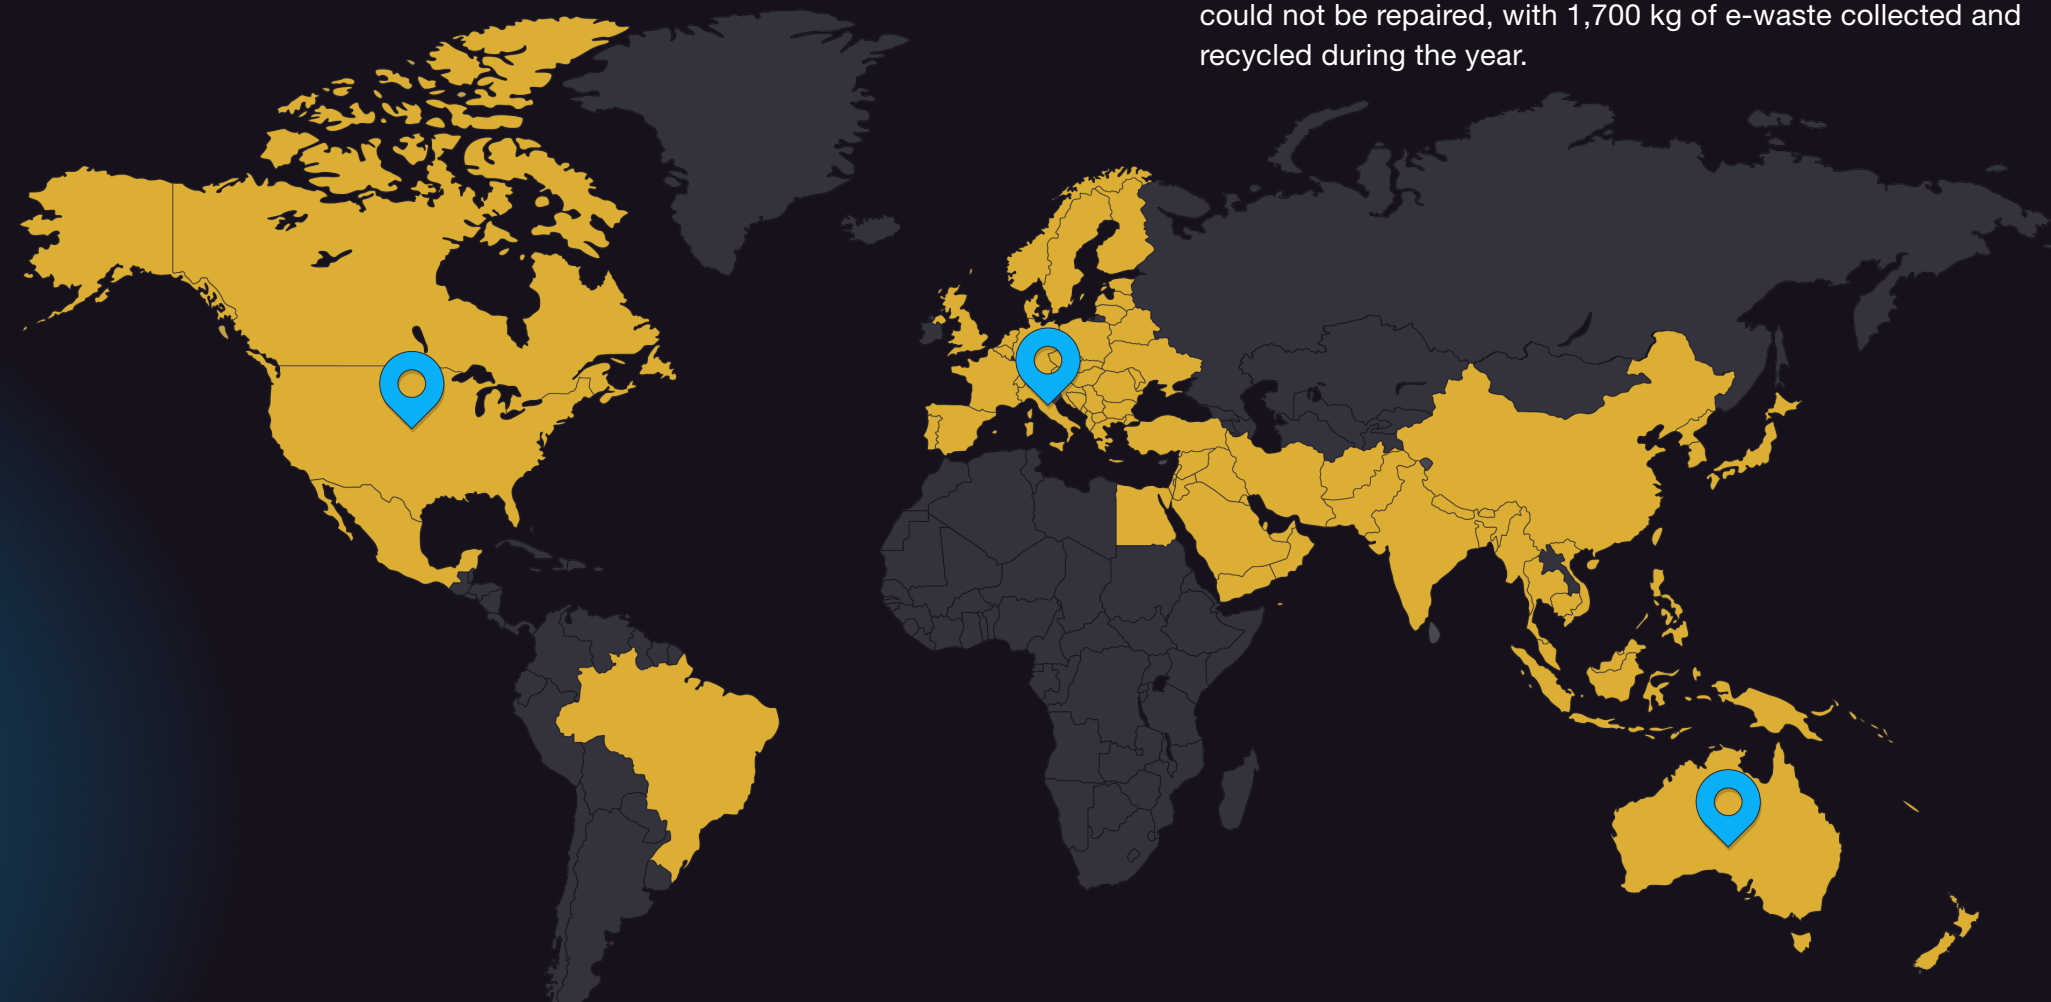 could not be repaired, with 1,700 kg of e-waste collected and
recycled during the year.